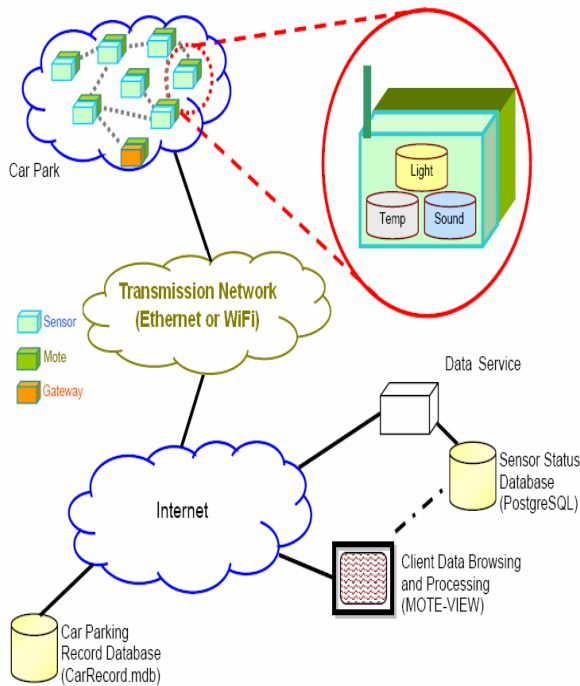 Car Park
Light
Temp
Sound
Transmission Network
(Ethernet or WiFi)
Sensor
Mote
Gateway
Data Service
Sensor Status
Database
(PostgreSQL)
Internet
Client Data Browsing
and Processing
(MOTE-VIEW)
Car Parking
Record Database
(CarRecord.mdb)